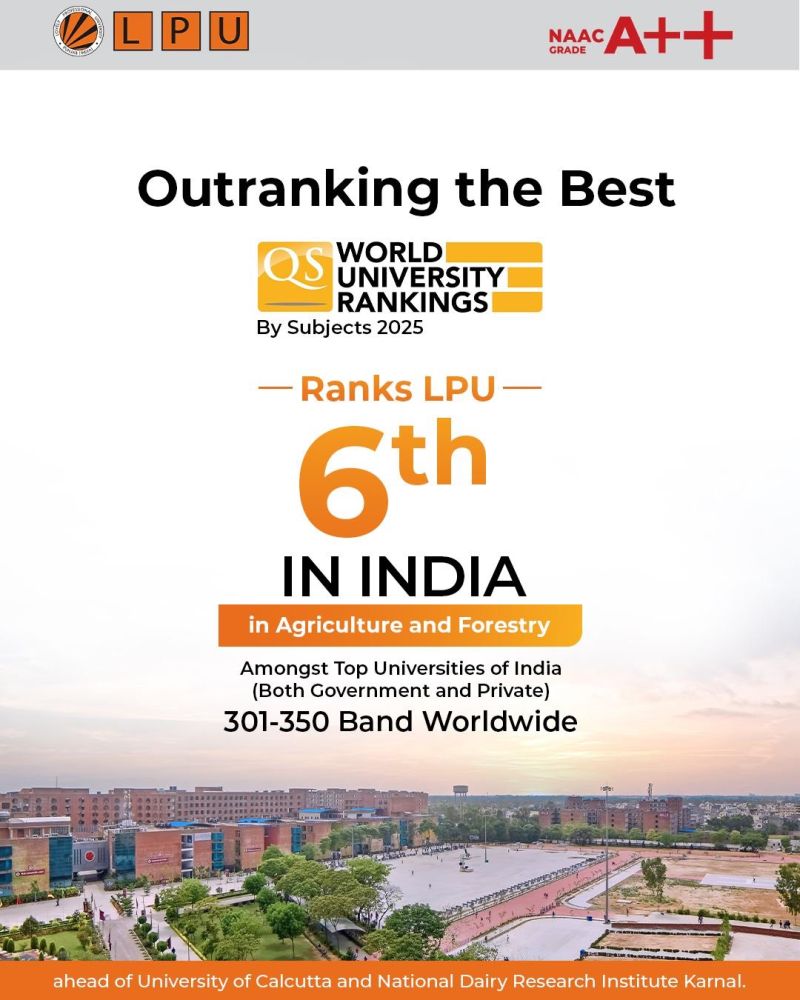 LPU
NAAC
GRADE
A++
Outranking the Best
QS
WORLD
UNIVERSITY
RANKINGS
By Subjects 2025
Ranks LPU
6th
IN INDIA
in Agriculture and Forestry
Amongst Top Universities of India
(Both Government and Private)
301-350 Band Worldwide
ahead of University of Calcutta and National Dairy Research Institute Karnal.